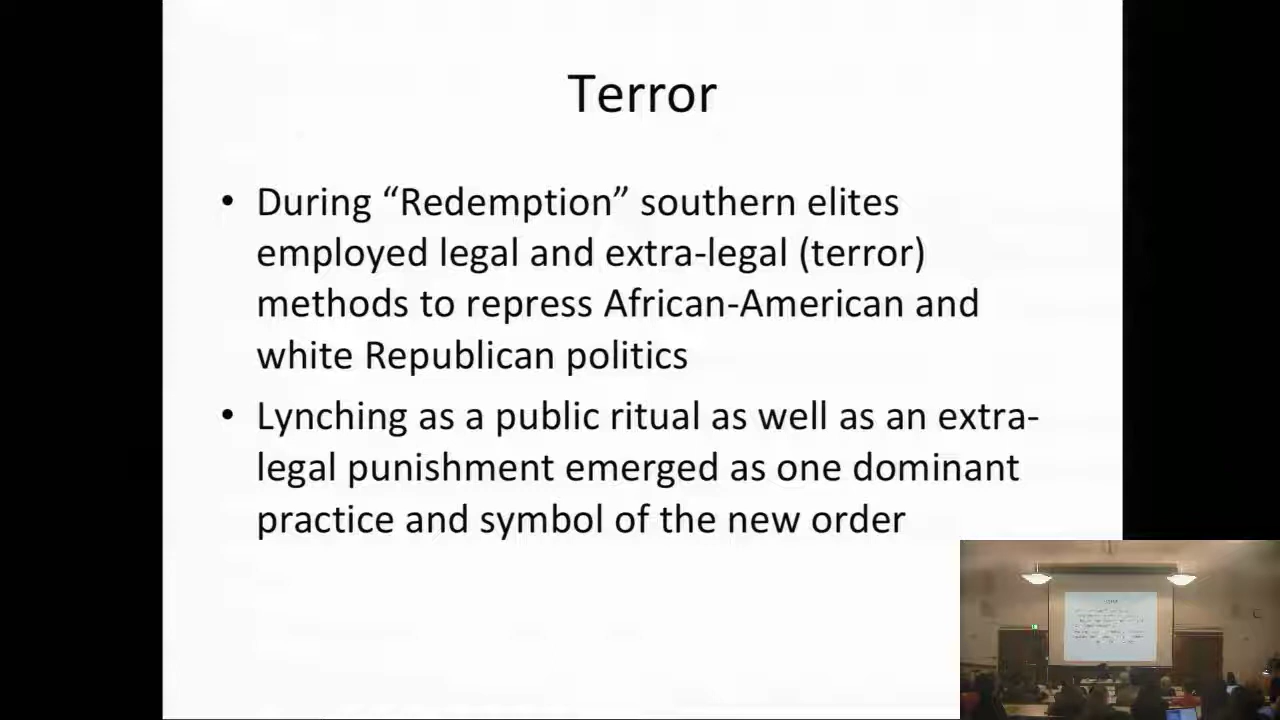 Terror
• During “Redemption” southern elites
employed legal and extra-legal (terror)
methods to repress African-American and
white Republican politics
• Lynching as a public ritual as well as an extra-
legal punishment emerged as one dominant
practice and symbol of the new order